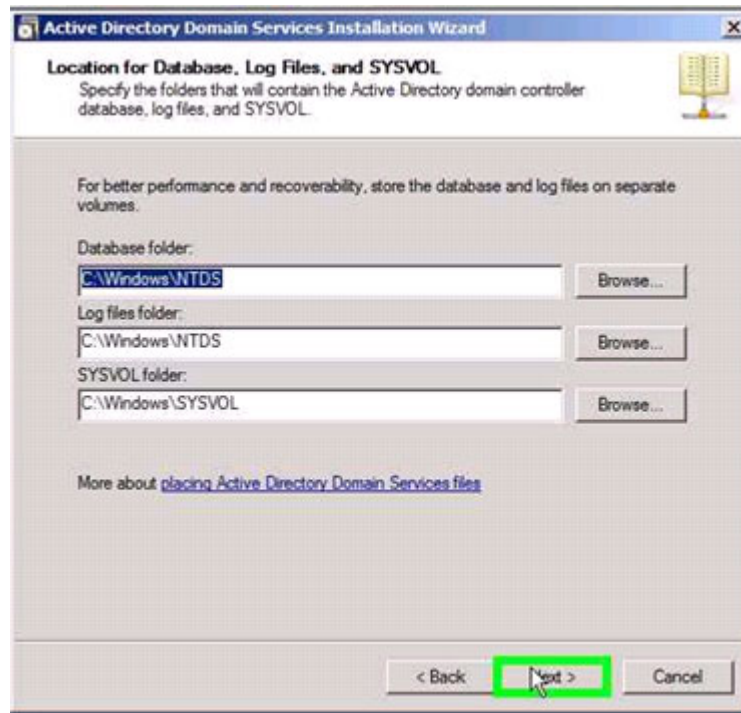 Active Directory Domain Services Installation Wizard
Location for Database, Log Files, and SYSVOL
Specify the folders that will contain the Active Directory domain controller
database, log files, and SYSVOL.
For better performance and recoverability, store the database and log files on separate
volumes.
Database folder:
C:\Windows\NTDS
Browse...
Log files folder:
C:\Windows\NTDS
Browse...
SYSVOL folder:
C:\Windows\SYSVOL
Browse...
More about placing Active Directory Domain Services files
< Back
Next >
Cancel